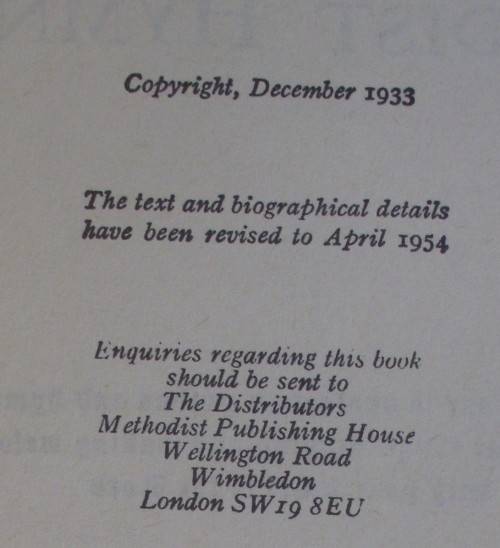 Copyright, December 1933
The text and biographical details
have been revised to April 1954
Enquiries regarding this book
should be sent to
The Distributors
Methodist Publishing House
Wellington Road
Wimbledon
London SW19 8EU